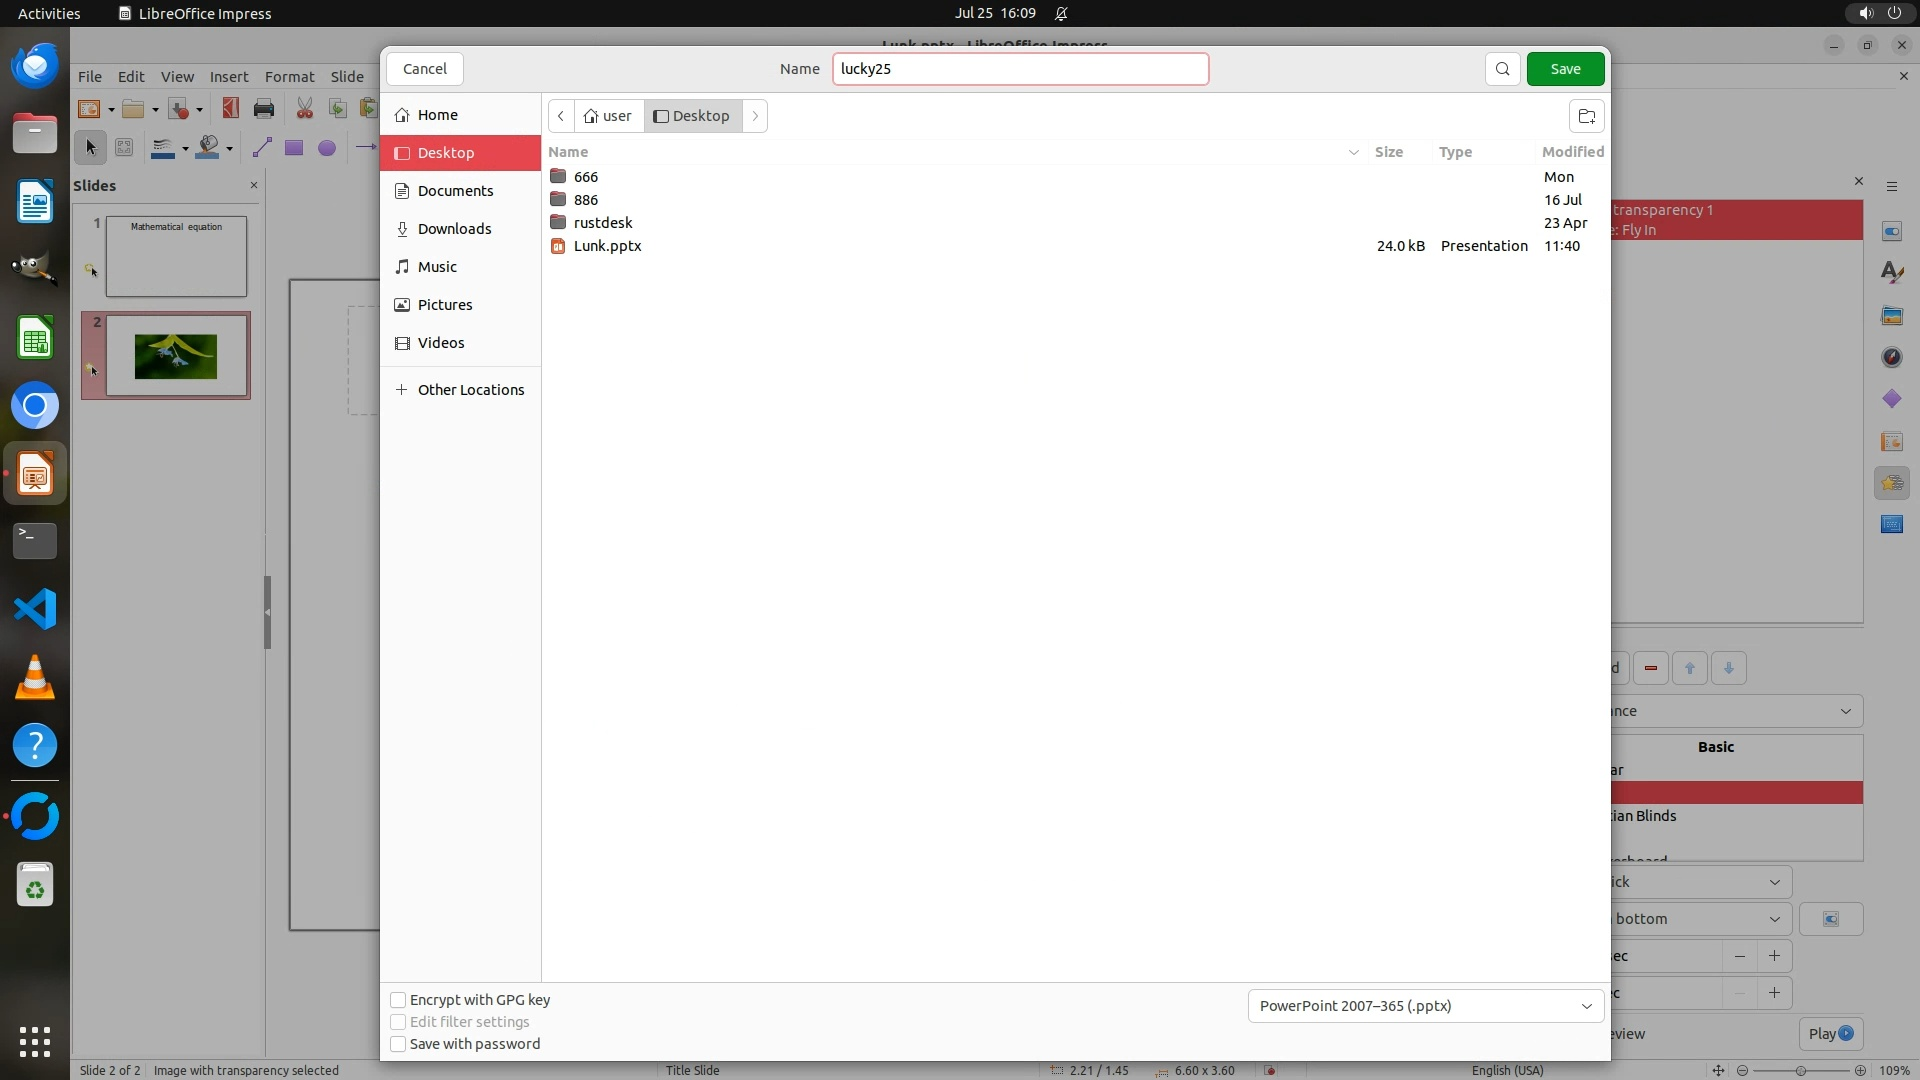 Activities
LibreOffice Impress
Jul 25 16:09
File Edit View Insert Format Slide
Cancel
Name
lucky25
Save
Home
Desktop
Documents
Downloads
Music
Pictures
Videos
Other Locations
user
Desktop
Name Size Type Modified
666 Mon
886 16 Jul
rustdesk 23 Apr
Lunk.pptx 24.0 kB Presentation 11:40
Slides
1
Mathematical equation
2
transparency 1
e: Fly In
Basic
ian Blinds
ick
bottom
Play
Encrypt with GPG key
Edit filter settings
Save with password
PowerPoint 2007–365 (.pptx)
Slide 2 of 2
Image with transparency selected
Title Slide
2.21 / 1.45
6.60 x 3.60
English (USA)
109%